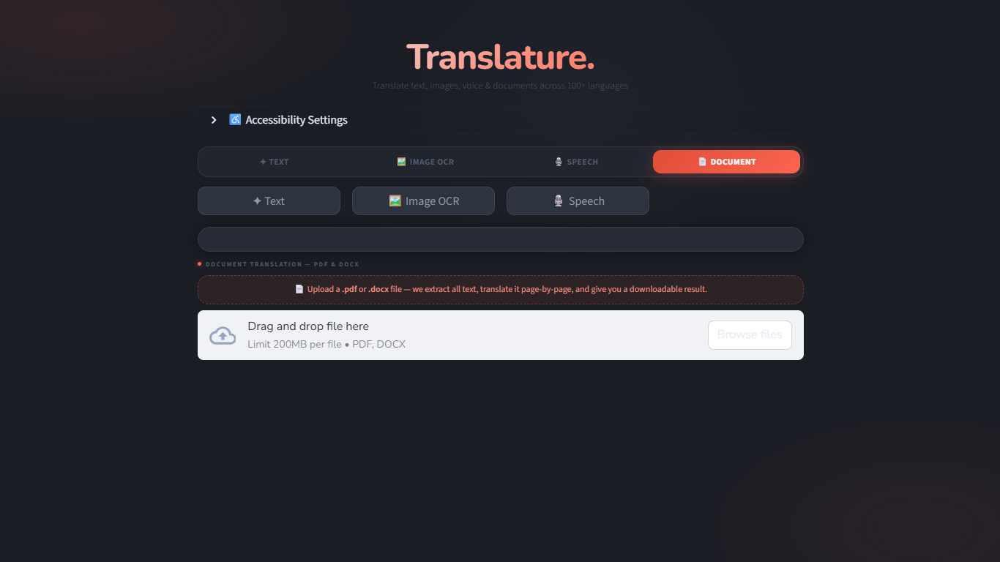 Translature.
Translate text, images, voice & documents across 100+ languages
Accessibility Settings
✦ TEXT
IMAGE OCR
SPEECH
DOCUMENT
✦ Text
Image OCR
Speech
DOCUMENT TRANSLATION — PDF & DOCX
Upload a .pdf or .docx file — we extract all text, translate it page-by-page, and give you a downloadable result.
Drag and drop file here
Limit 200MB per file • PDF, DOCX
Browse files